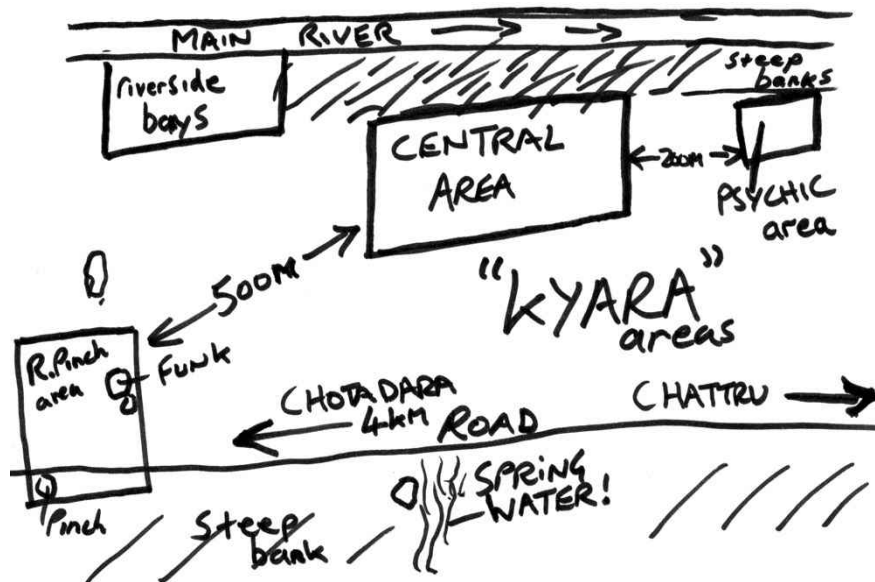 MAIN RIVER
riverside
bays
steep
banks
CENTRAL
AREA
200M
PSYCHIC
area
500M
"KYARA"
areas
R.Pinch
area
FUNK
CHOTADARA
4KM
ROAD
CHATTRU
SPRING
WATER!
Pinch
steep
bank